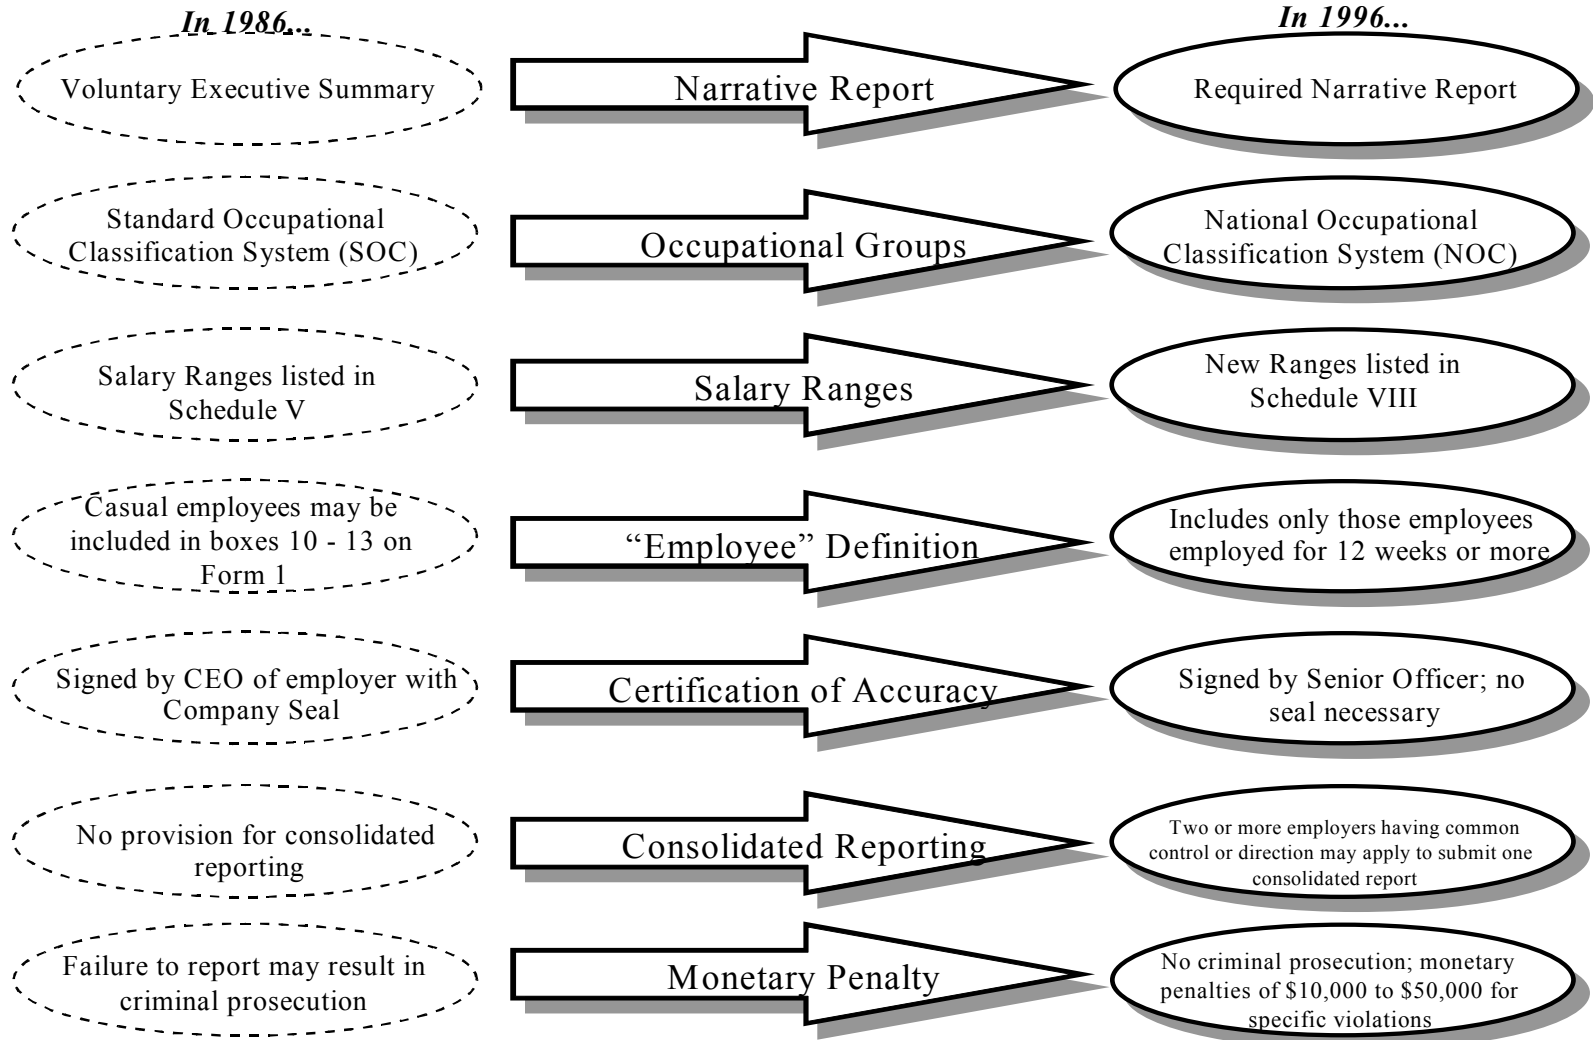 In 1986...
In 1996...
Voluntary Executive Summary
Narrative Report
Required Narrative Report
Standard Occupational
Classification System (SOC)
Occupational Groups
National Occupational
Classification System (NOC)
Salary Ranges listed in
Schedule V
Salary Ranges
New Ranges listed in
Schedule VIII
Casual employees may be
included in boxes 10 - 13 on
Form 1
“Employee” Definition
Includes only those employees
employed for 12 weeks or more
Signed by CEO of employer with
Company Seal
Certification of Accuracy
Signed by Senior Officer; no
seal necessary
No provision for consolidated
reporting
Consolidated Reporting
Two or more employers having common
control or direction may apply to submit one
consolidated report
Failure to report may result in
criminal prosecution
Monetary Penalty
No criminal prosecution; monetary
penalties of $10,000 to $50,000 for
specific violations